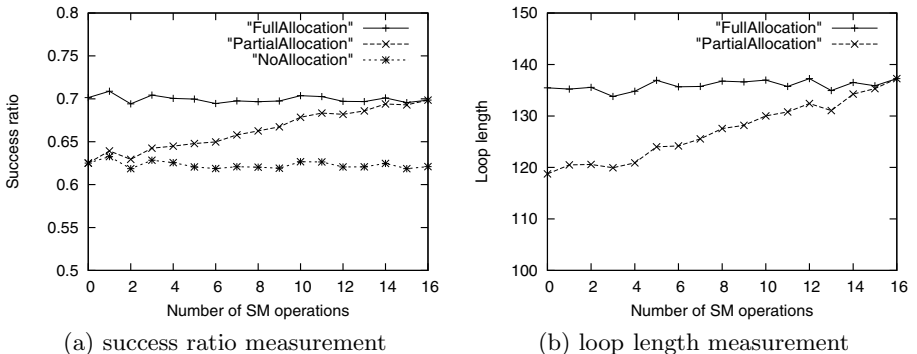 0.8
0.75
0.7
0.65
0.6
0.55
0.5
Success ratio
"FullAllocation"
"PartialAllocation"
"NoAllocation"
0 2 4 6 8 10 12 14 16
Number of SM operations
(a) success ratio measurement
150
140
130
120
110
100
Loop length
"FullAllocation"
"PartialAllocation"
0 2 4 6 8 10 12 14 16
Number of SM operations
(b) loop length measurement